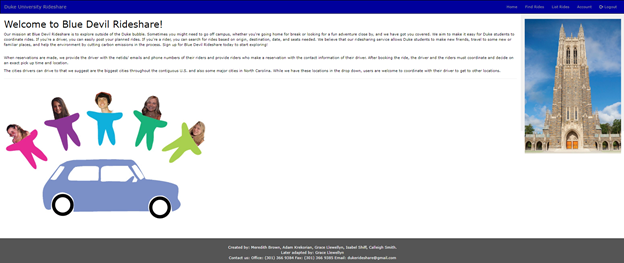 Duke University Rideshare
Home Find Rides List Rides Account Logout
Welcome to Blue Devil Rideshare!
Our mission at Blue Devil Rideshare is to explore outside of the Duke bubble. Sometimes you might need to go off campus, whether you're going home for break or looking for a fun adventure close by, and we have got you covered. We aim to make it easy for Duke students to
coordinate rides. If you're a driver, you can easily post your planned rides. If you're a rider, you can search for rides based on origin, destination, date, and seats needed. We believe that our ridesharing service allows Duke students to make new friends, travel to some new or
familiar places, and help the environment by cutting carbon emissions in the process. Sign up for Blue Devil Rideshare today to start exploring!
When reservations are made, we provide the driver with the netids/ emails and phone numbers of their riders and provide riders who make a reservation with the contact information of their driver. After booking the ride, the driver and the riders must coordinate and decide on
an exact pick up time and location.
The cities drivers can drive to that we suggest are the biggest cities throughout the contiguous U.S. and also some major cities in North Carolina. While we have these locations in the drop down, users are welcome to coordinate with their driver to get to other locations.
Created by: Meredith Brown, Adam Krekorian, Grace Llewellyn, Isabel Shiff, Caileigh Smith.
Later adapted by: Grace Llewellyn
Contact us: Office: (301) 366 9384 Fax: (301) 366 9385 Email: dukerideshare@gmail.com